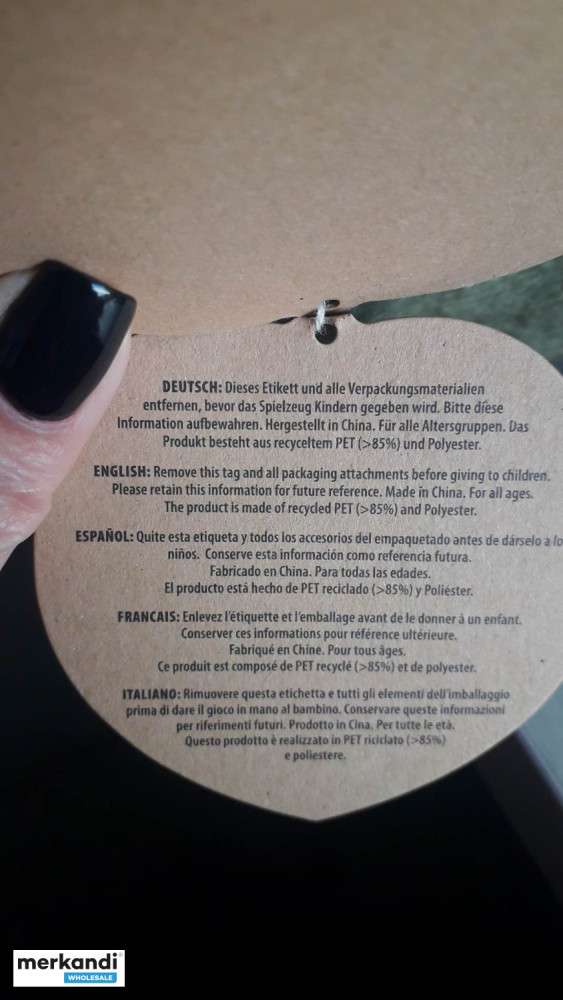 DEUTSCH: Dieses Etikett und alle Verpackungsmaterialien
entfernen, bevor das Spielzeug Kindern gegeben wird. Bitte diese
Information aufbewahren. Hergestellt in China. Für alle Altersgruppen. Das
Produkt besteht aus recyceltem PET (>85%) und Polyester.
ENGLISH: Remove this tag and all packaging attachments before giving to children.
Please retain this information for future reference. Made in China. For all ages.
The product is made of recycled PET (>85%) and Polyester.
ESPAÑOL: Quite esta etiqueta y todos los accesorios del empaquetado antes de dárselo a lo
niños. Conserve esta información como referencia futura.
Fabricado en China. Para todas las edades.
El producto está hecho de PET reciclado (>85%) y Poliéster.
FRANCAIS: Enlevez l'étiquette et l'emballage avant de le donner à un enfant.
Conserver ces informations pour référence ultérieure.
Fabriqué en Chine. Pour tous âges.
Ce produit est composé de PET recyclé (>85%) et de polyester.
ITALIANO: Rimuovere questa etichetta e tutti gli elementi dell'imballaggio
prima di dare il gioco in mano al bambino. Conservare queste informazioni
per riferimenti futuri. Prodotto in Cina. Per tutte le età.
Questo prodotto è realizzato in PET riciclato (>85%)
e poliestere.
merkandi
WHOLESALE